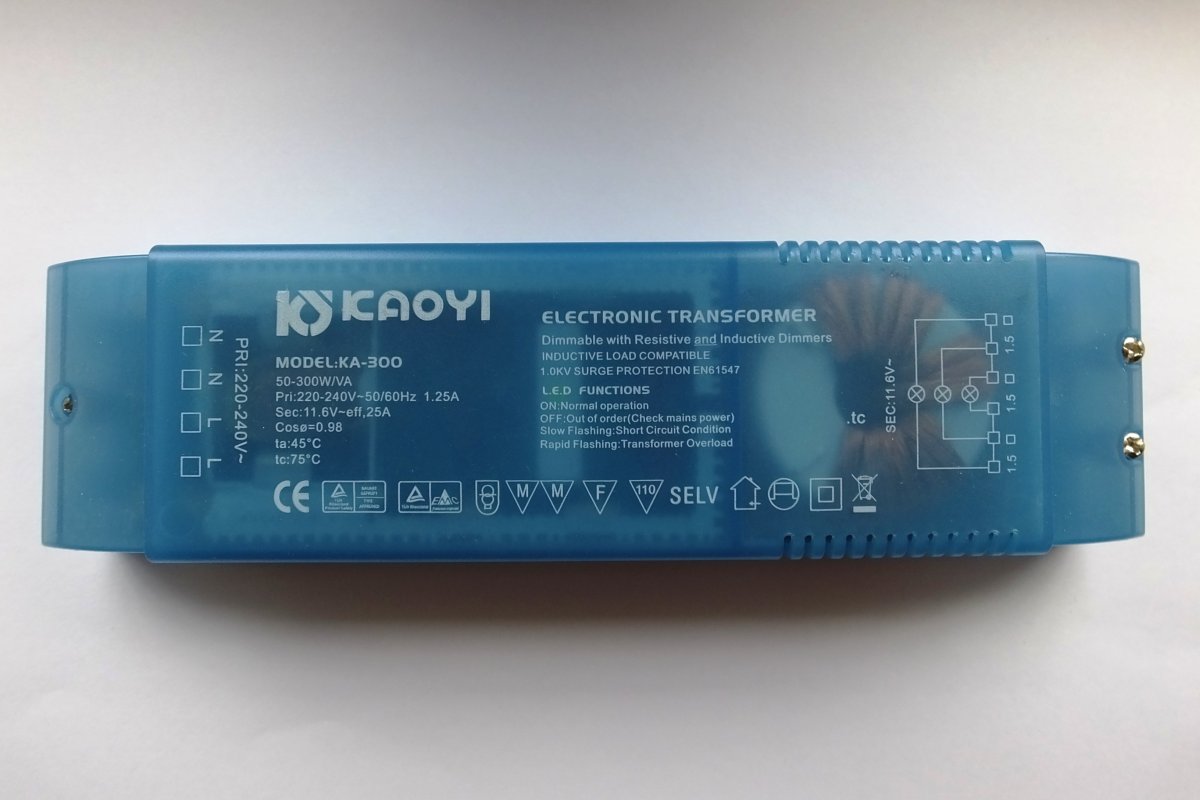 KAOYI
MODEL:KA-300
50-300W/VA
Pri:220-240V~50/60Hz 1.25A
Sec:11.6V~eff,25A
Cosø=0.98
ta:45°C
tc:75°C
N
N
L
L
PRI:220-240V~
ELECTRONIC TRANSFORMER
Dimmable with Resistive and Inductive Dimmers
INDUCTIVE LOAD COMPATIBLE
1.0KV SURGE PROTECTION EN61547
L.E.D FUNCTIONS
ON:Normal operation
OFF:Out of order(Check mains power)
Slow Flashing:Short Circuit Condition
Rapid Flashing:Transformer Overload
.tc
SEC:11.6V~
1.5
1.5
1.5
CE
M M F 110 SELV